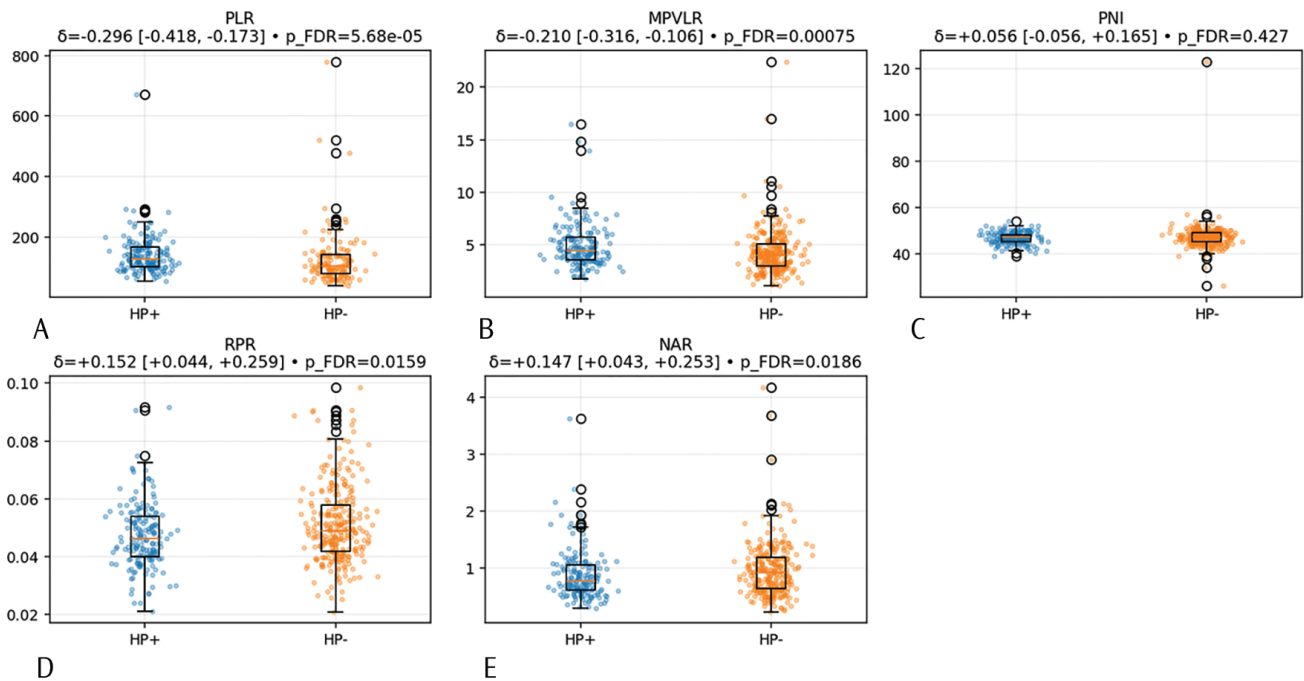 PLR
δ=-0.296 [-0.418, -0.173] • p_FDR=5.68e-05
800
600
400
200
HP+
HP-
A
MPVLR
δ=-0.210 [-0.316, -0.106] • p_FDR=0.00075
20
15
10
5
HP+
HP-
B
PNI
δ=+0.056 [-0.056, +0.165] • p_FDR=0.427
120
100
80
60
40
HP+
HP-
C
RPR
δ=+0.152 [+0.044, +0.259] • p_FDR=0.0159
0.10
0.08
0.06
0.04
0.02
HP+
HP-
D
NAR
δ=+0.147 [+0.043, +0.253] • p_FDR=0.0186
4
3
2
1
HP+
HP-
E